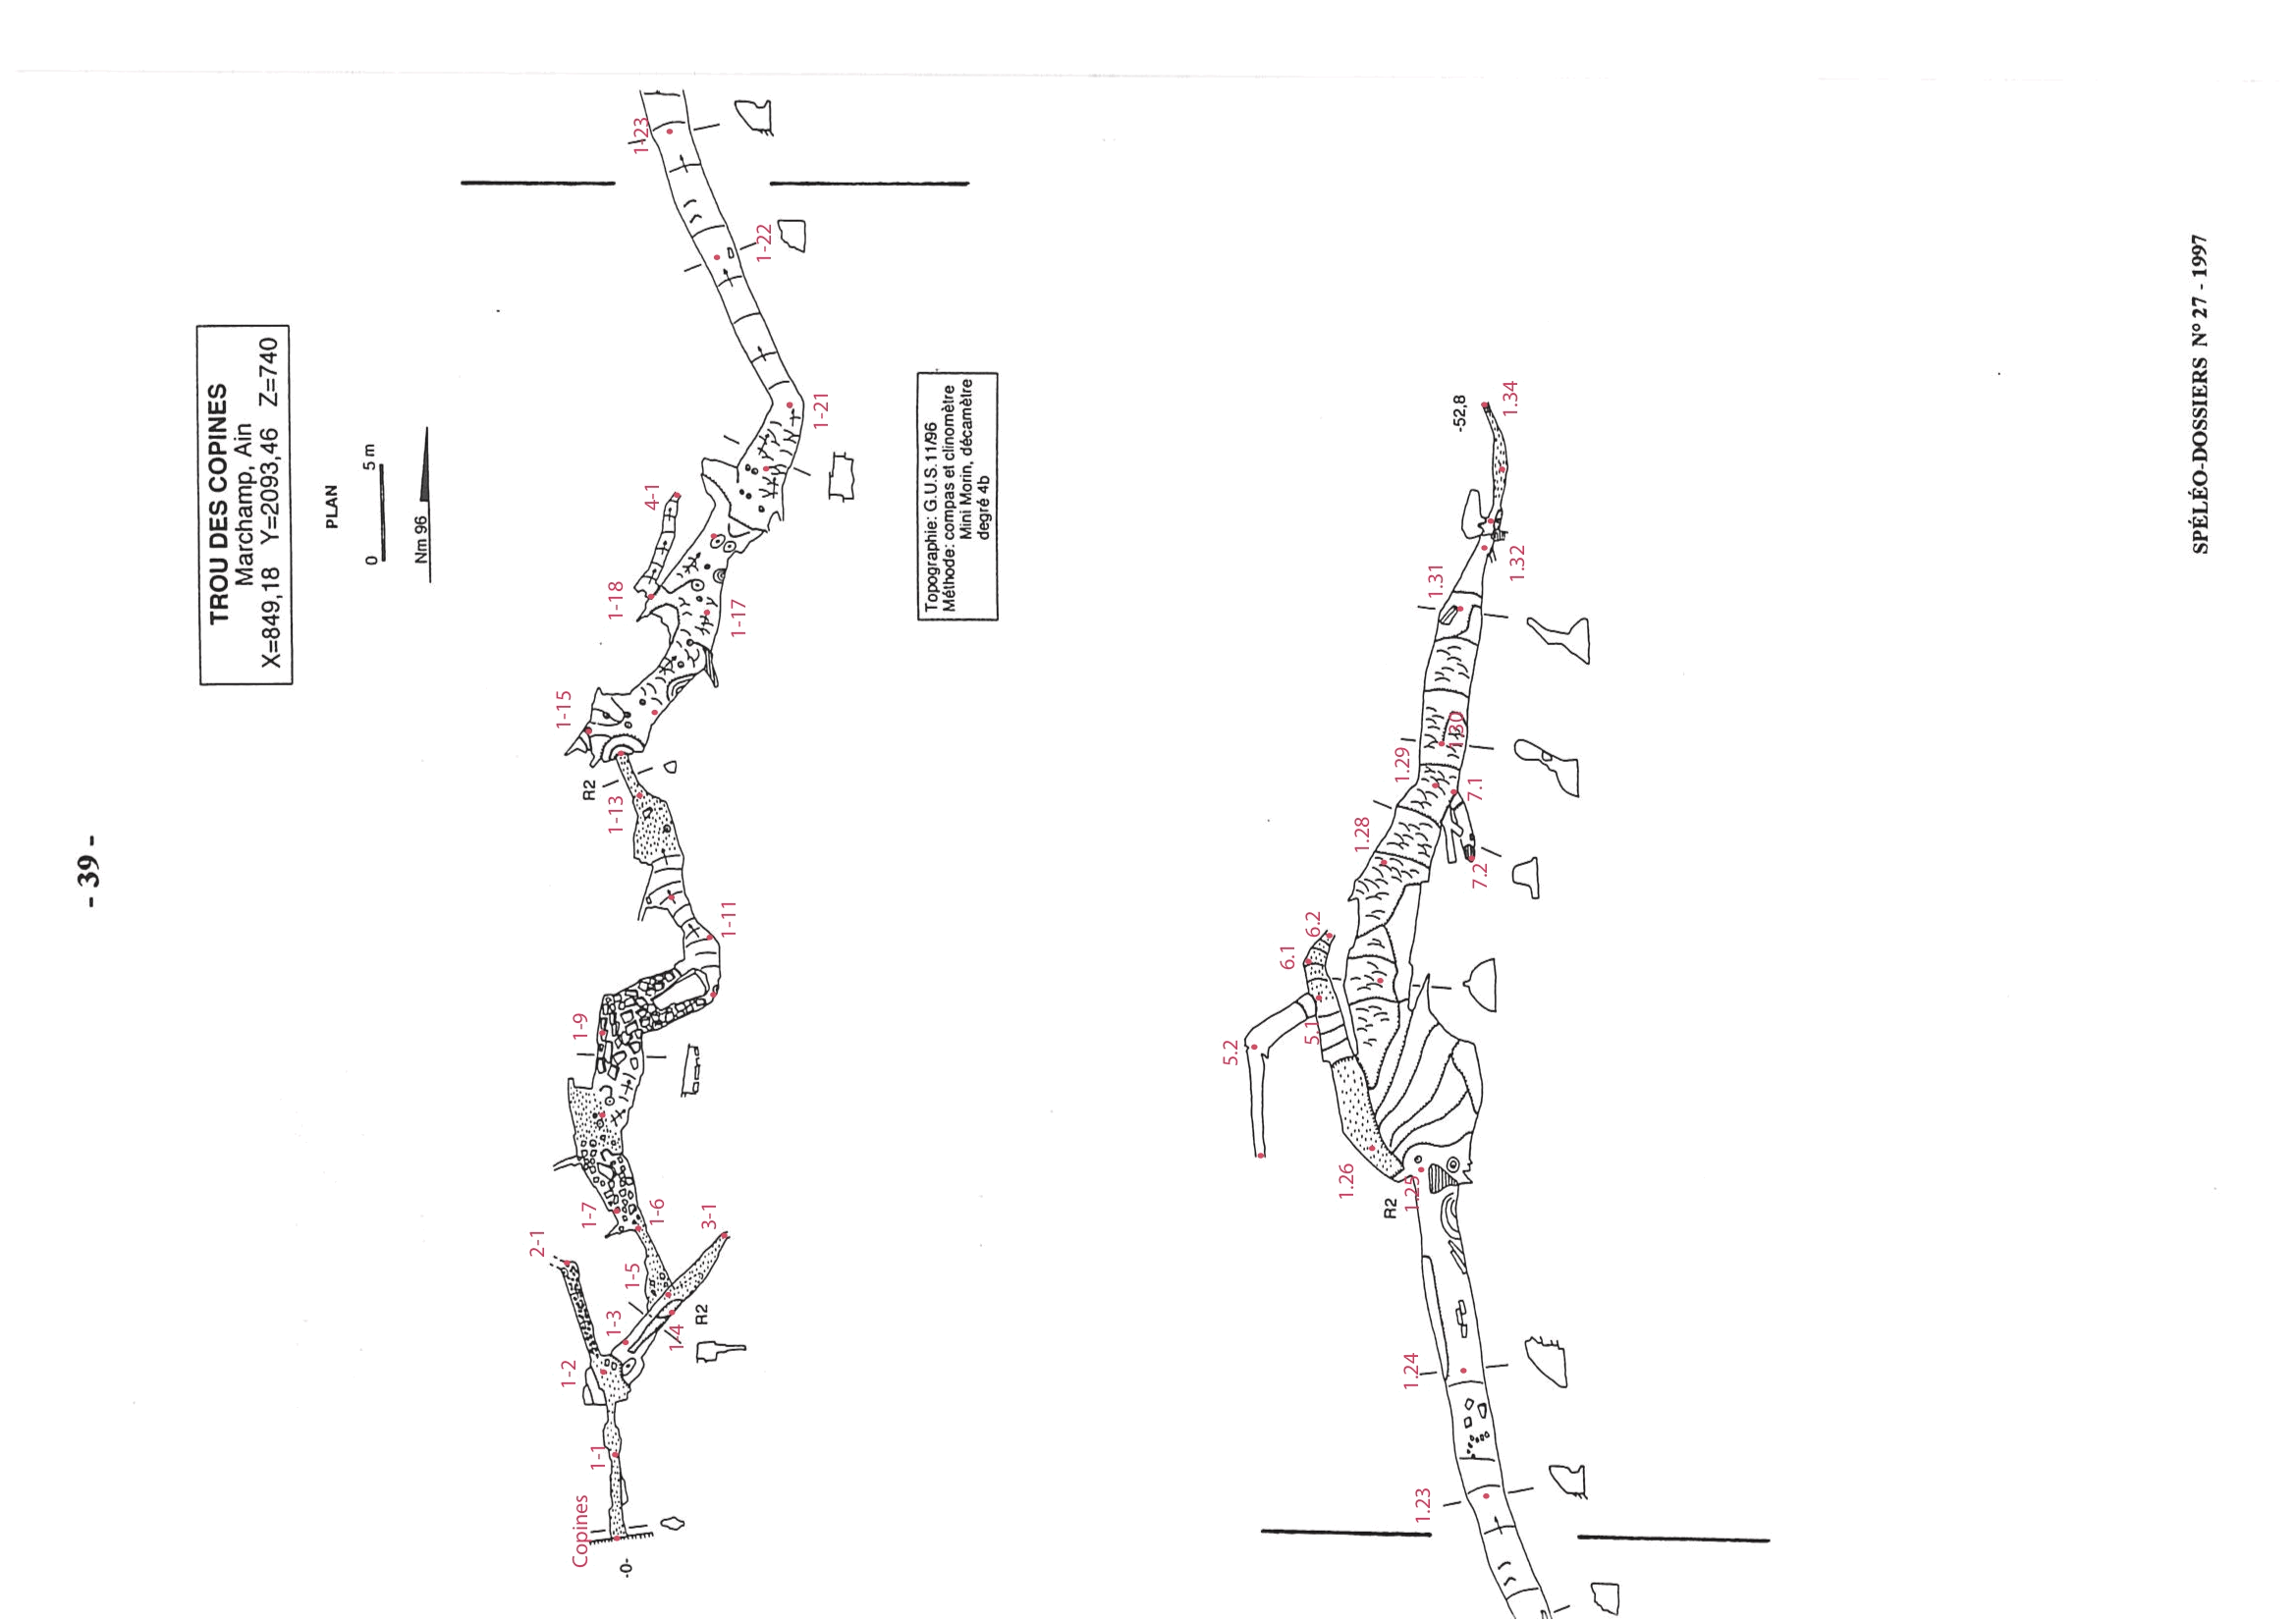 - 39 -
TROU DES COPINES
Marchamp, Ain
X=849,18 Y=2093,46 Z=740
PLAN
0 5 m
Nm 96
Copines
-0-
1-1
1-2
2-1
1-3
1-4
R2
1-5
3-1
1-6
1-7
1-9
1-11
1-13
R2
1-15
1-17
1-18
4-1
1-21
1-22
1-23
Topographie: G.U.S.11/96
Méthode: compas et clinomètre
Mini Morin, décamètre
degré 4b
1.23
1.24
1.25
R2
1.26
5.2
5.1
6.1
6.2
1.28
7.2
7.1
1.29
1.30
1.31
1.32
1.34
-52,8
SPÉLÉO-DOSSIERS N° 27 - 1997